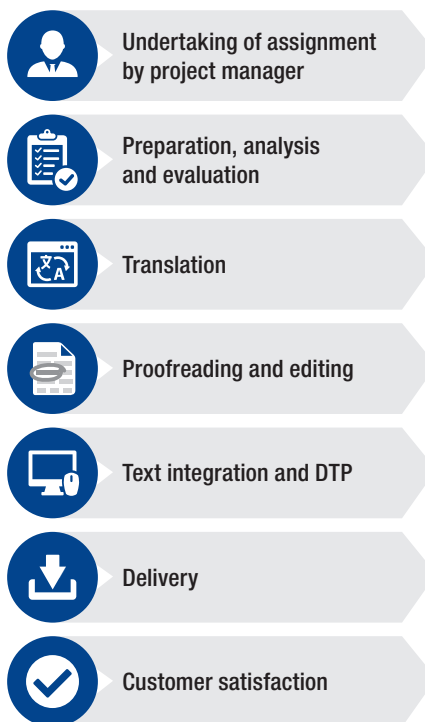 Undertaking of assignment
by project manager
Preparation, analysis
and evaluation
Translation
Proofreading and editing
Text integration and DTP
Delivery
Customer satisfaction